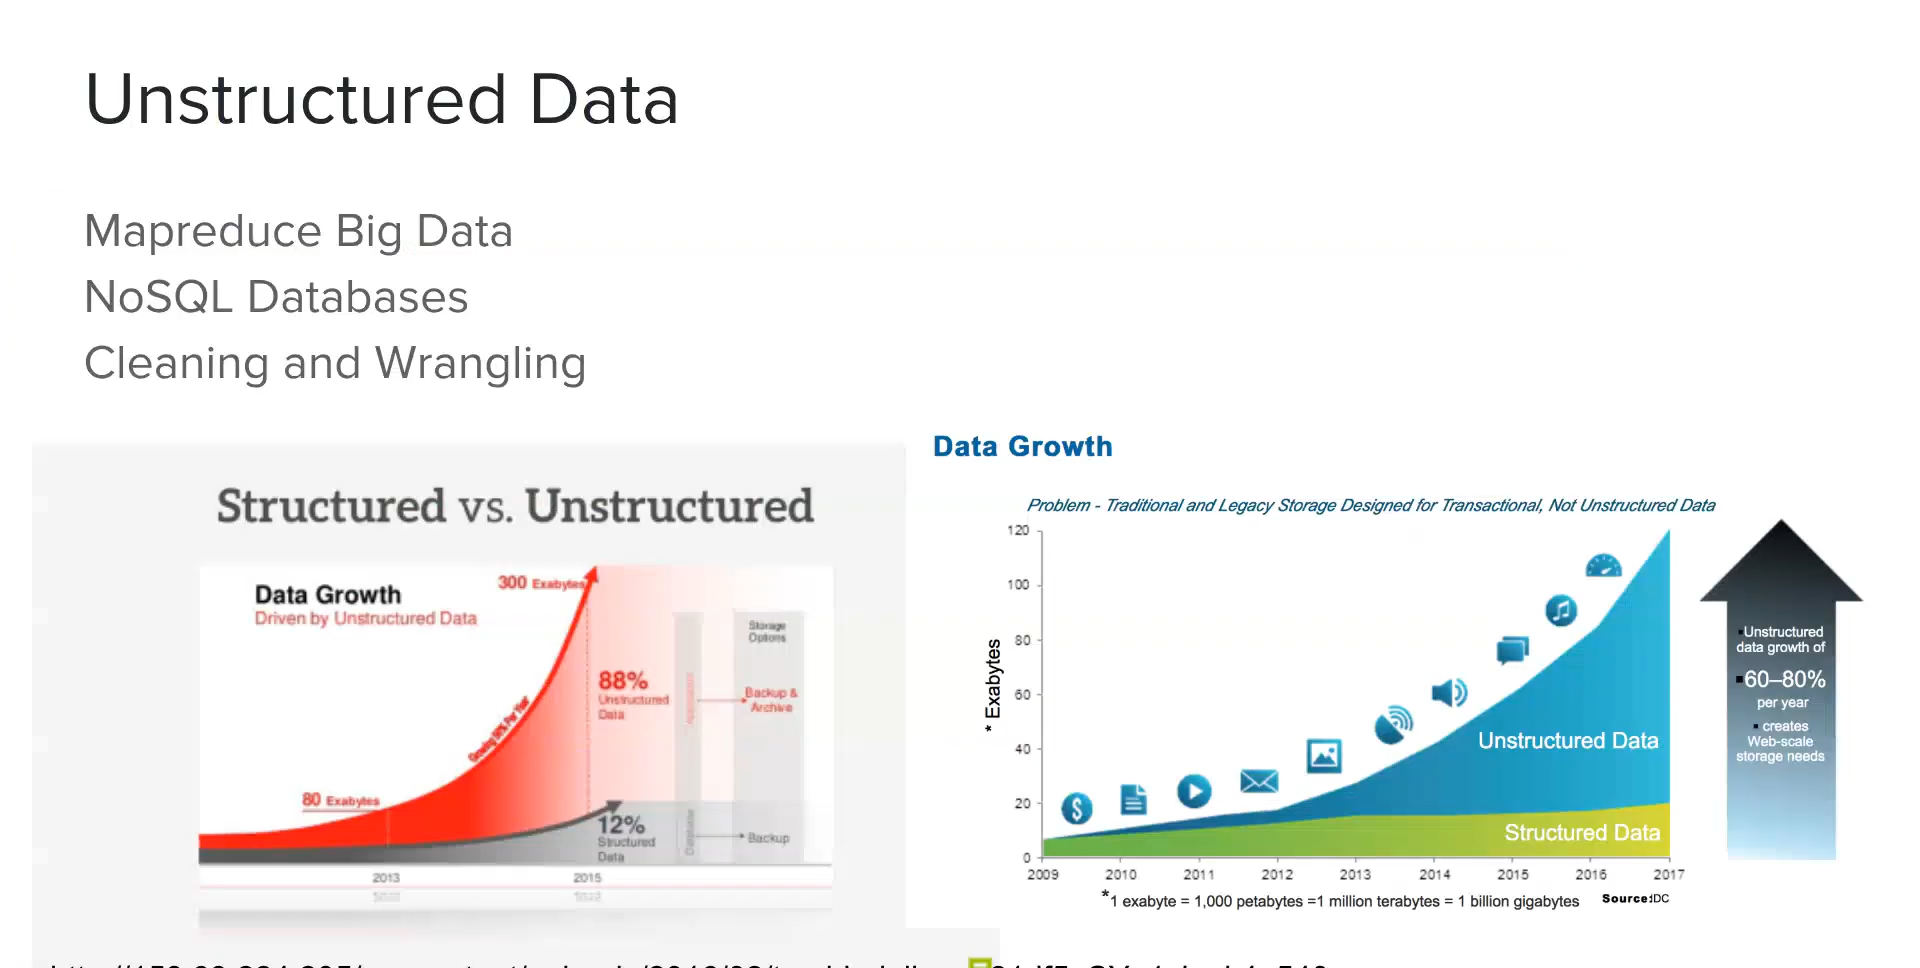 Unstructured Data
Mapreduce Big Data
NoSQL Databases
Cleaning and Wrangling
Structured vs. Unstructured
Data Growth
Driven by Unstructured Data
300 Exabytes
Storage
Options
88%
Unstructured
Data
Backup &
Archive
Growing 90% Per Year
80 Exabytes
12%
Structured
Data
Database
Backup
2013
2015
Data Growth
Problem - Traditional and Legacy Storage Designed for Transactional, Not Unstructured Data
* Exabytes
120
100
80
60
40
20
0
Unstructured Data
Structured Data
2009 2010 2011 2012 2013 2014 2015 2016 2017
*1 exabyte = 1,000 petabytes =1 million terabytes = 1 billion gigabytes
Source:IDC
▪Unstructured
data growth of
▪60–80%
per year
▪ creates
Web-scale
storage needs